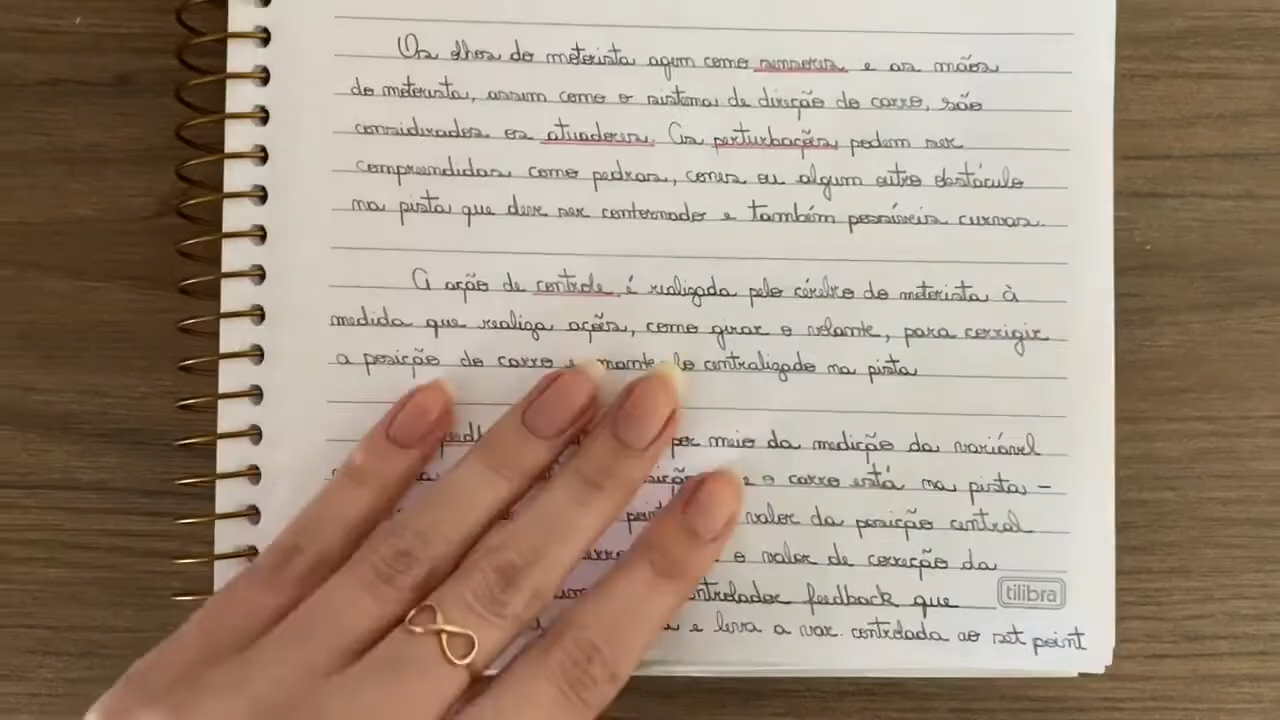 Os olhos do motorista agem como sensores e as mãos
do motorista, assim como o sistema de direção do carro, são
considerados os atuadores. As perturbações podem ser
compreendidas como pedras, cones ou algum outro obstáculo
na pista que deve ser contornado e também possíveis curvas.
A ação de controle é realizada pelo cérebro do motorista à
medida que realiza ações, como girar o volante, para corrigir
a posição do carro e centralizado na pista
por meio da medição da variável
o carro está na pista -
valor da posição central
o valor de correção da
feedback que
e leva a var. controlada ao set point
tilibra